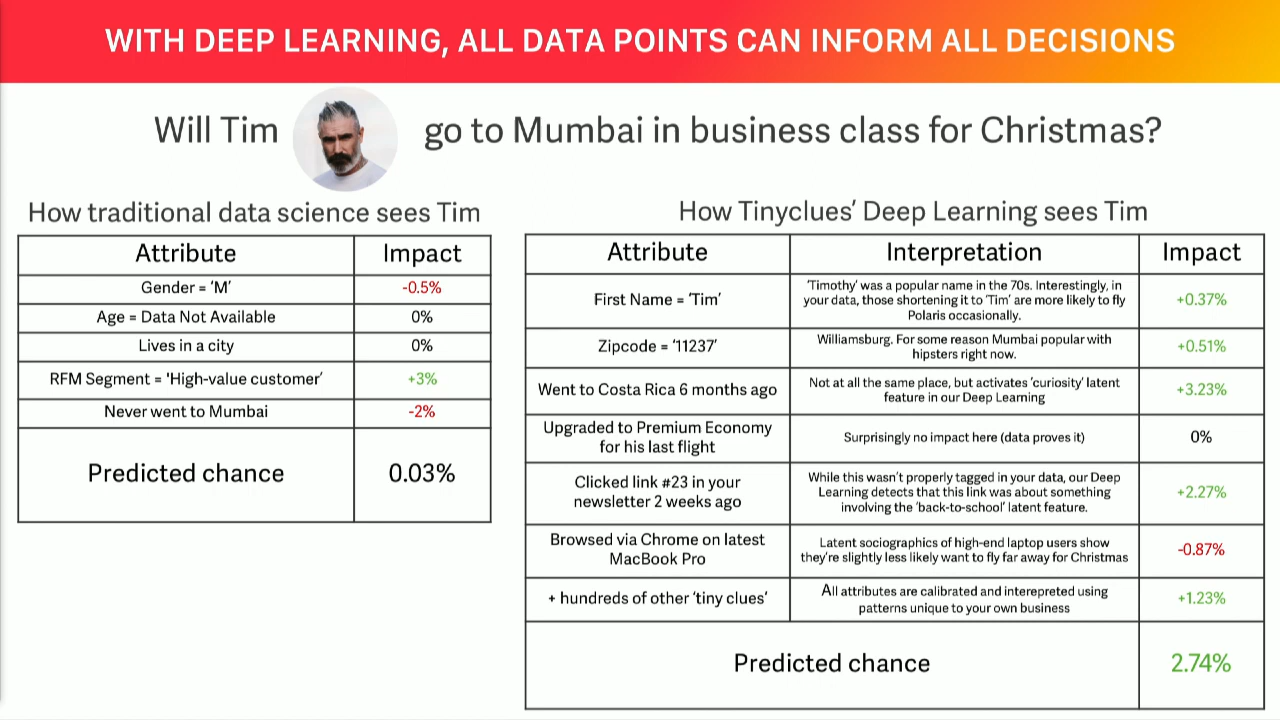 WITH DEEP LEARNING, ALL DATA POINTS CAN INFORM ALL DECISIONS
Will Tim go to Mumbai in business class for Christmas?
How traditional data science sees Tim
Attribute Impact
Gender = ‘M’ -0.5%
Age = Data Not Available 0%
Lives in a city 0%
RFM Segment = 'High-value customer’ +3%
Never went to Mumbai -2%
Predicted chance 0.03%
How Tinyclues’ Deep Learning sees Tim
Attribute Interpretation Impact
First Name = ‘Tim’
‘Timothy’ was a popular name in the 70s. Interestingly, in
your data, those shortening it to ‘Tim’ are more likely to fly
Polaris occasionally.
+0.37%
Zipcode = ‘11237’
Williamsburg. For some reason Mumbai popular with
hipsters right now.
+0.51%
Went to Costa Rica 6 months ago
Not at all the same place, but activates ‘curiosity’ latent
feature in our Deep Learning
+3.23%
Upgraded to Premium Economy
for his last flight
Surprisingly no impact here (data proves it)
0%
Clicked link #23 in your
newsletter 2 weeks ago
While this wasn’t properly tagged in your data, our Deep
Learning detects that this link was about something
involving the ‘back-to-school’ latent feature.
+2.27%
Browsed via Chrome on latest
MacBook Pro
Latent sociographics of high-end laptop users show
they’re slightly less likely want to fly far away for Christmas
-0.87%
+ hundreds of other ‘tiny clues’
All attributes are calibrated and interepreted using
patterns unique to your own business
+1.23%
Predicted chance 2.74%